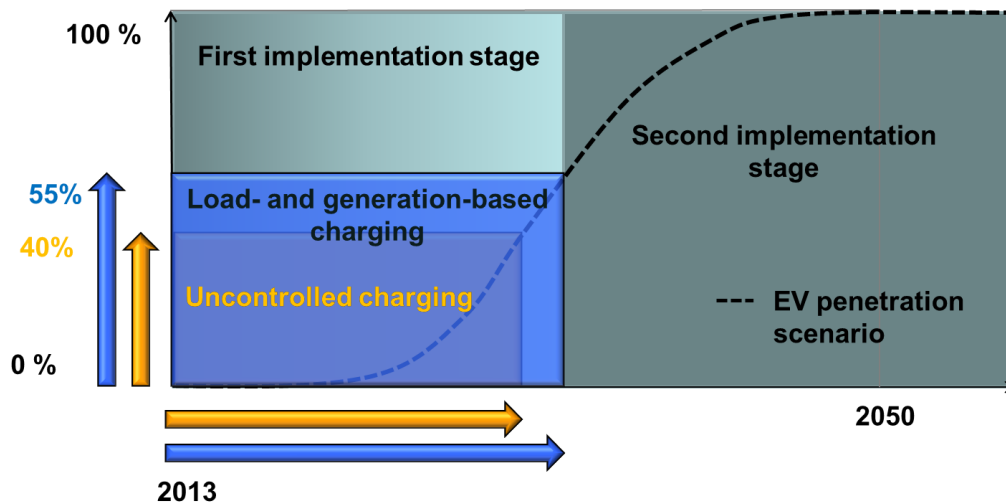 100 %
First implementation stage
Second implementation
stage
55%
Load- and generation-based
charging
40%
Uncontrolled charging
EV penetration
scenario
0 %
2050
2013